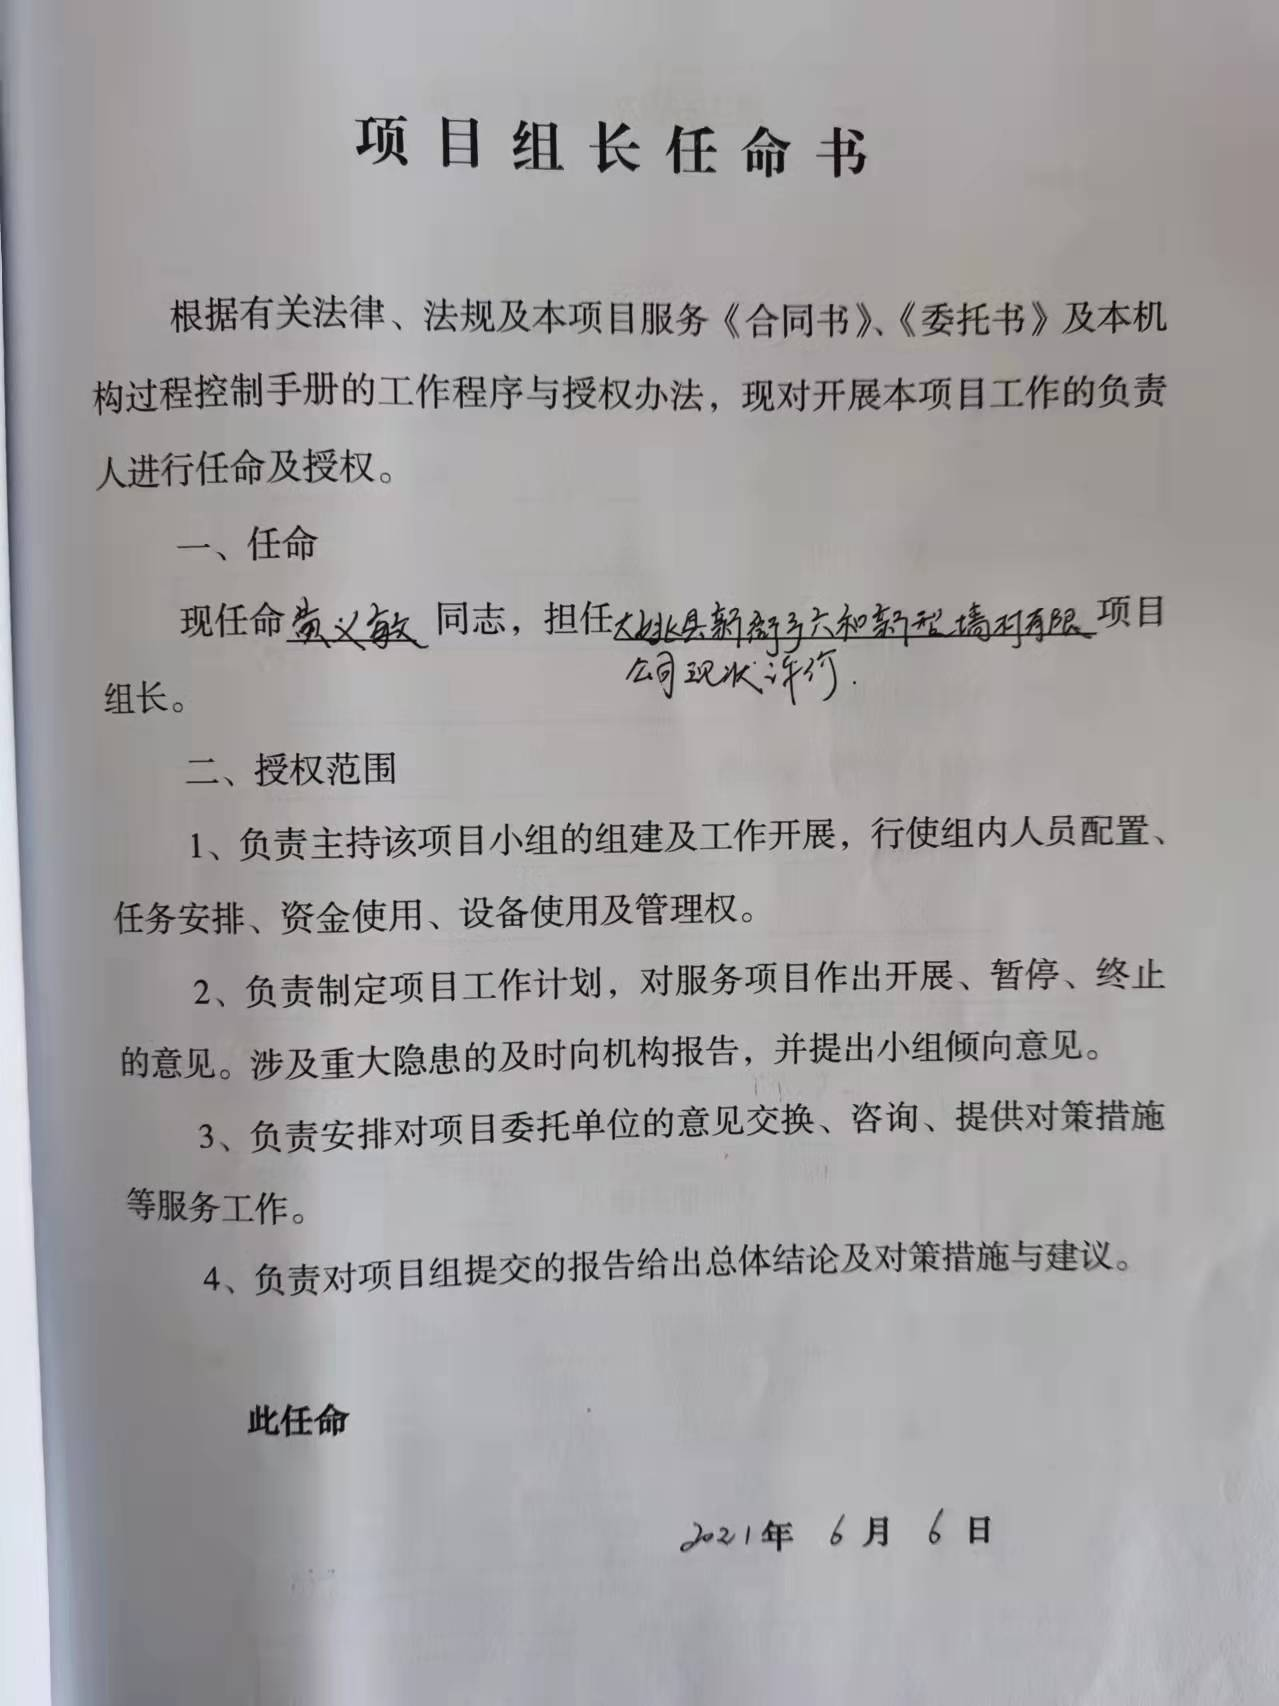 项目组长任命书
根据有关法律、法规及本项目服务《合同书》、《委托书》及本机
构过程控制手册的工作程序与授权办法，现对开展本项目工作的负责
人进行任命及授权。
一、任命
现任命黄义敏同志，担任大姚县新舒乡六和新型墙材有限项目
公司现状评价.
组长。
二、授权范围
1、负责主持该项目小组的组建及工作开展，行使组内人员配置、
任务安排、资金使用、设备使用及管理权。
2、负责制定项目工作计划，对服务项目作出开展、暂停、终止
的意见。涉及重大隐患的及时向机构报告，并提出小组倾向意见。
3、负责安排对项目委托单位的意见交换、咨询、提供对策措施
等服务工作。
4、负责对项目组提交的报告给出总体结论及对策措施与建议。
此任命
2021年 6月 6日